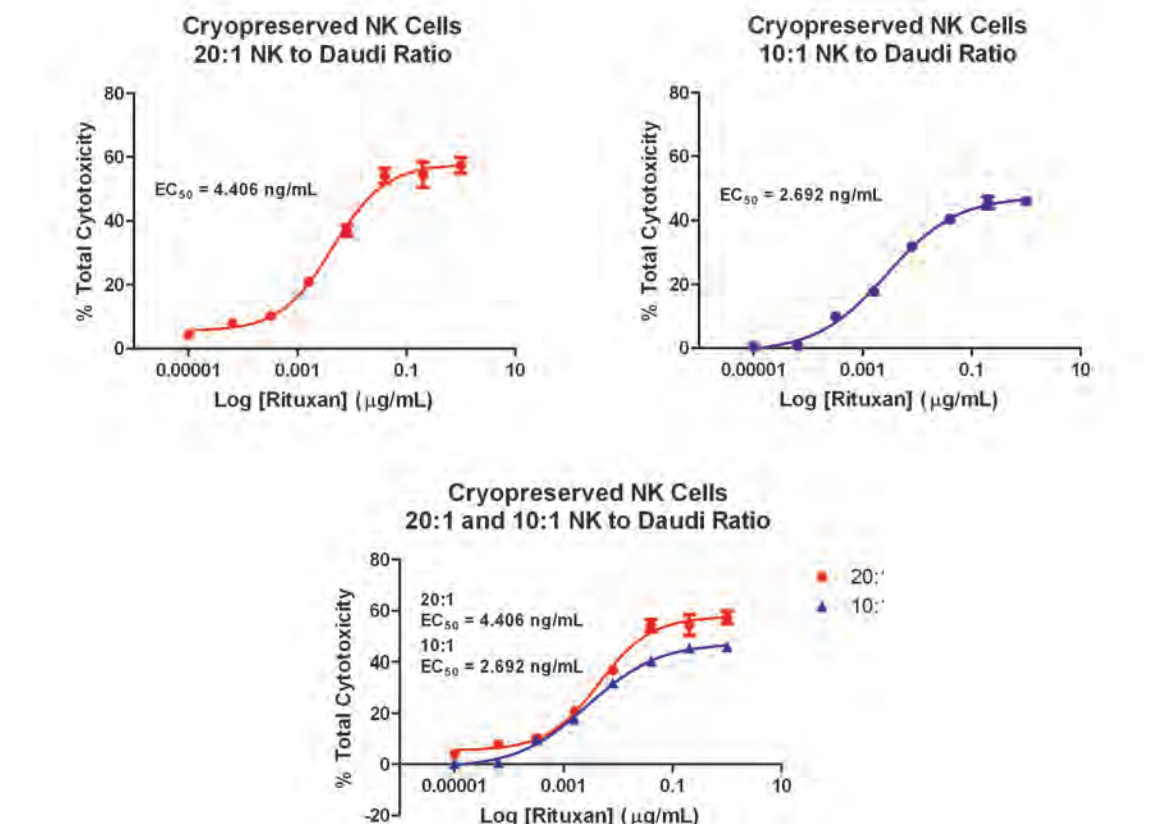 Cryopreserved NK Cells
20:1 NK to Daudi Ratio
80
60
40
20
0
% Total Cytotoxicity
EC₅₀ = 4.406 ng/mL
0.00001
0.001
0.1
10
Log [Rituxan] (μg/mL)
Cryopreserved NK Cells
10:1 NK to Daudi Ratio
80
60
40
20
0
% Total Cytotoxicity
EC₅₀ = 2.692 ng/mL
0.00001
0.001
0.1
10
Log [Rituxan] (μg/mL)
Cryopreserved NK Cells
20:1 and 10:1 NK to Daudi Ratio
80
60
40
20
0
-20
% Total Cytotoxicity
20:1
EC₅₀ = 4.406 ng/mL
10:1
EC₅₀ = 2.692 ng/mL
0.00001
0.001
0.1
10
Log [Rituxan] (μg/mL)
20:
10: